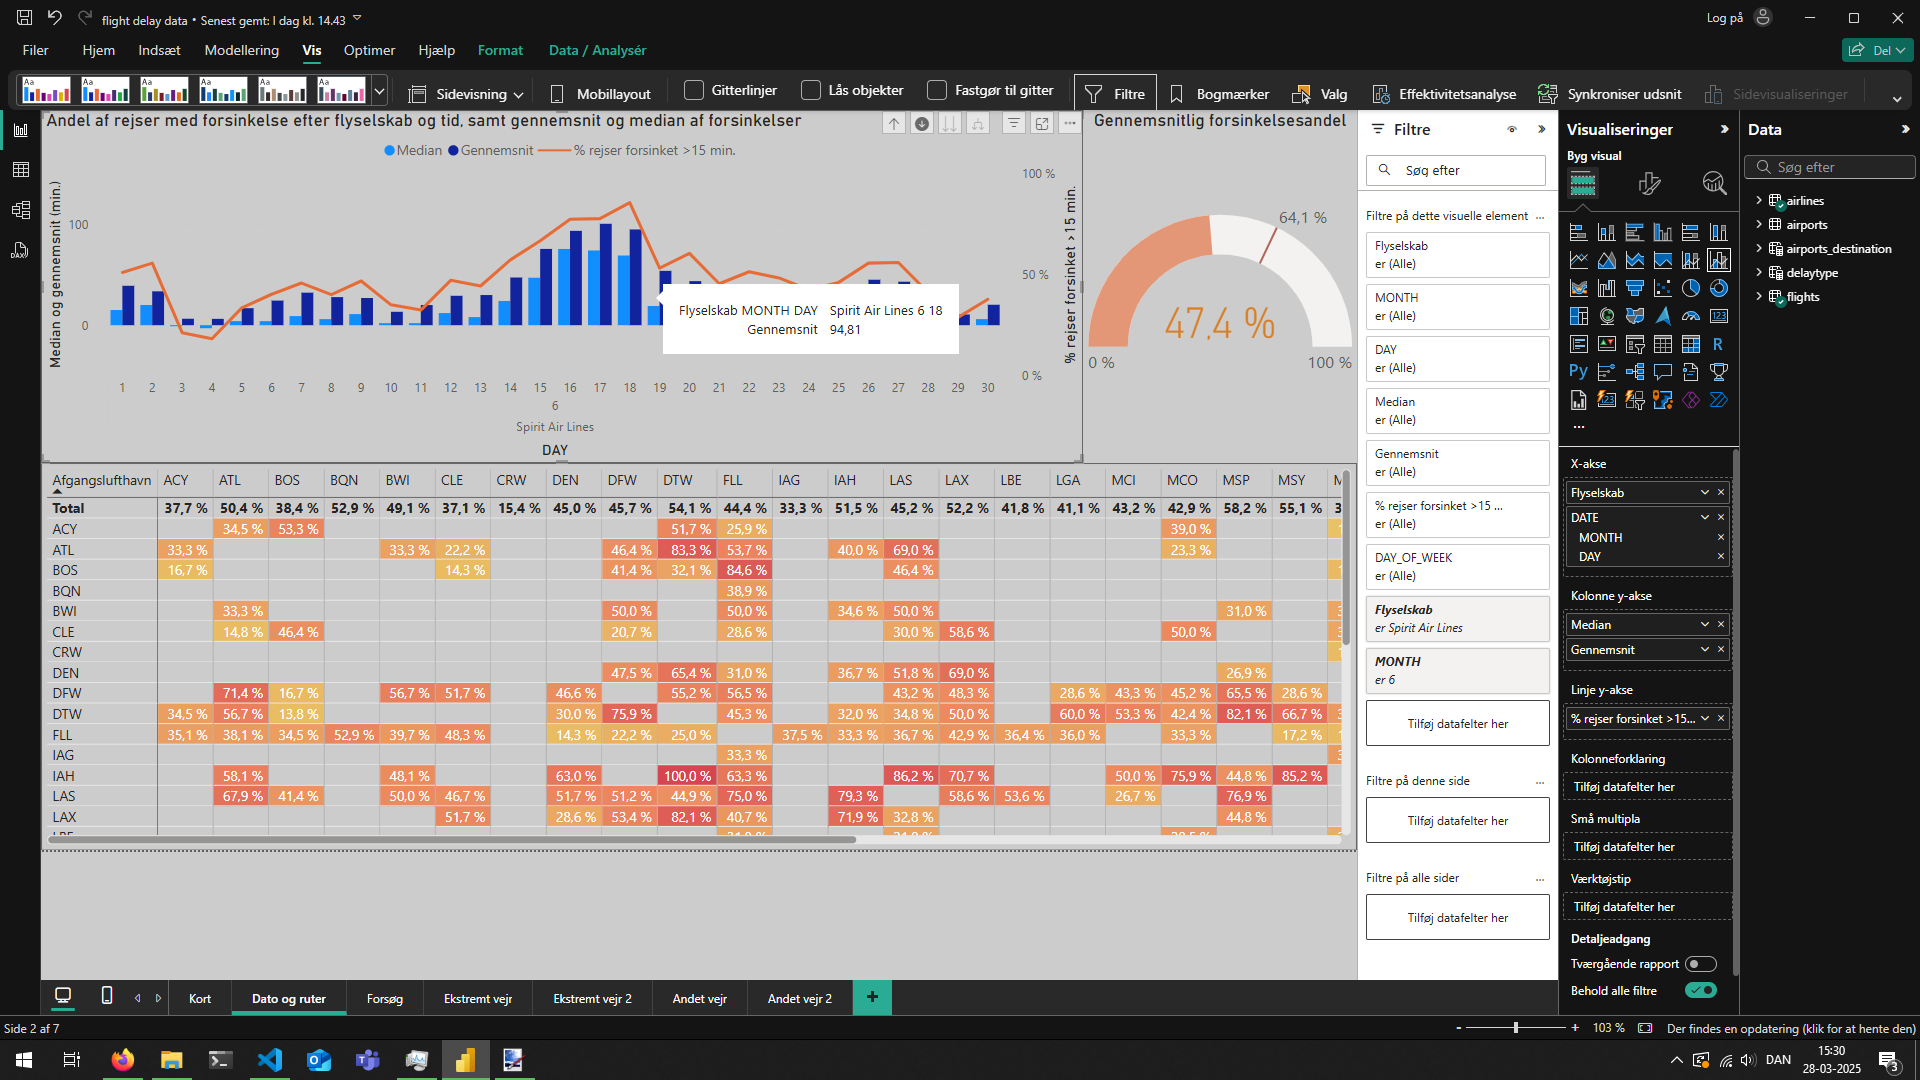 flight delay data • Senest gemt: I dag kl. 14.43
Log på
Filer Hjem Indsæt Modellering Vis Optimer Hjælp Format Data / Analysér
Del
Aa Aa Aa Aa Aa Aa
Sidevisning Mobillayout Gitterlinjer Lås objekter Fastgør til gitter Filtre Bogmærker Valg Effektivitetsanalyse Synkroniser udsnit Sidevisualiseringer
Andel af rejser med forsinkelse efter flyselskab og tid, samt gennemsnit og median af forsinkelser
Median Gennemsnit % rejser forsinket >15 min.
Median og gennemsnit (min.)
100
0
100 %
50 %
0 %
% rejser forsinket >15 min.
Flyselskab MONTH DAY Spirit Air Lines 6 18
Gennemsnit 94,81
1 2 3 4 5 6 7 8 9 10 11 12 13 14 15 16 17 18 19 20 21 22 23 24 25 26 27 28 29 30
6
Spirit Air Lines
DAY
Gennemsnitlig forsinkelsesandel
64,1 %
47,4 %
0 % 100 %
Afgangslufthavn ACY ATL BOS BQN BWI CLE CRW DEN DFW DTW FLL IAG IAH LAS LAX LBE LGA MCI MCO MSP MSY
Total 37,7 % 50,4 % 38,4 % 52,9 % 49,1 % 37,1 % 15,4 % 45,0 % 45,7 % 54,1 % 44,4 % 33,3 % 51,5 % 45,2 % 52,2 % 41,8 % 41,1 % 43,2 % 42,9 % 58,2 % 55,1 %
ACY 34,5 % 53,3 % 51,7 % 25,9 % 39,0 %
ATL 33,3 % 33,3 % 22,2 % 46,4 % 83,3 % 53,7 % 40,0 % 69,0 % 23,3 %
BOS 16,7 % 14,3 % 41,4 % 32,1 % 84,6 % 46,4 %
BQN 38,9 %
BWI 33,3 % 50,0 % 50,0 % 34,6 % 50,0 % 31,0 %
CLE 14,8 % 46,4 % 20,7 % 28,6 % 30,0 % 58,6 % 50,0 %
CRW
DEN 47,5 % 65,4 % 31,0 % 36,7 % 51,8 % 69,0 % 26,9 %
DFW 71,4 % 16,7 % 56,7 % 51,7 % 46,6 % 55,2 % 56,5 % 43,2 % 48,3 % 28,6 % 43,3 % 45,2 % 65,5 % 28,6 %
DTW 34,5 % 56,7 % 13,8 % 30,0 % 75,9 % 45,3 % 32,0 % 34,8 % 50,0 % 60,0 % 53,3 % 42,4 % 82,1 % 66,7 %
FLL 35,1 % 38,1 % 34,5 % 52,9 % 39,7 % 48,3 % 14,3 % 22,2 % 25,0 % 37,5 % 33,3 % 36,7 % 42,9 % 36,4 % 36,0 % 33,3 % 17,2 %
IAG 33,3 %
IAH 58,1 % 48,1 % 63,0 % 100,0 % 63,3 % 86,2 % 70,7 % 50,0 % 75,9 % 44,8 % 85,2 %
LAS 67,9 % 41,4 % 50,0 % 46,7 % 51,7 % 51,2 % 44,9 % 75,0 % 79,3 % 58,6 % 53,6 % 26,7 % 76,9 %
LAX 51,7 % 28,6 % 53,4 % 82,1 % 40,7 % 71,9 % 32,8 % 44,8 %
Filtre
Søg efter
Filtre på dette visuelle element ...
Flyselskab
er (Alle)
MONTH
er (Alle)
DAY
er (Alle)
Median
er (Alle)
Gennemsnit
er (Alle)
% rejser forsinket >15 ...
er (Alle)
DAY_OF_WEEK
er (Alle)
Flyselskab
er Spirit Air Lines
MONTH
er 6
Tilføj datafelter her
Filtre på denne side ...
Tilføj datafelter her
Filtre på alle sider ...
Tilføj datafelter her
Visualiseringer
Byg visual
123
R
Py
123
...
X-akse
Flyselskab
DATE
MONTH
DAY
Kolonne y-akse
Median
Gennemsnit
Linje y-akse
% rejser forsinket >15...
Kolonneforklaring
Tilføj datafelter her
Små multipla
Tilføj datafelter her
Værktøjstip
Tilføj datafelter her
Detaljeadgang
Tværgående rapport
Behold alle filtre
Data
Søg efter
airlines
airports
airports_destination
delaytype
flights
DAX
Kort Dato og ruter Forsøg Ekstremt vejr Ekstremt vejr 2 Andet vejr Andet vejr 2 +
Side 2 af 7
- + 103 % Der findes en opdatering (klik for at hente den)
DAN 15:30
28-03-2025
3